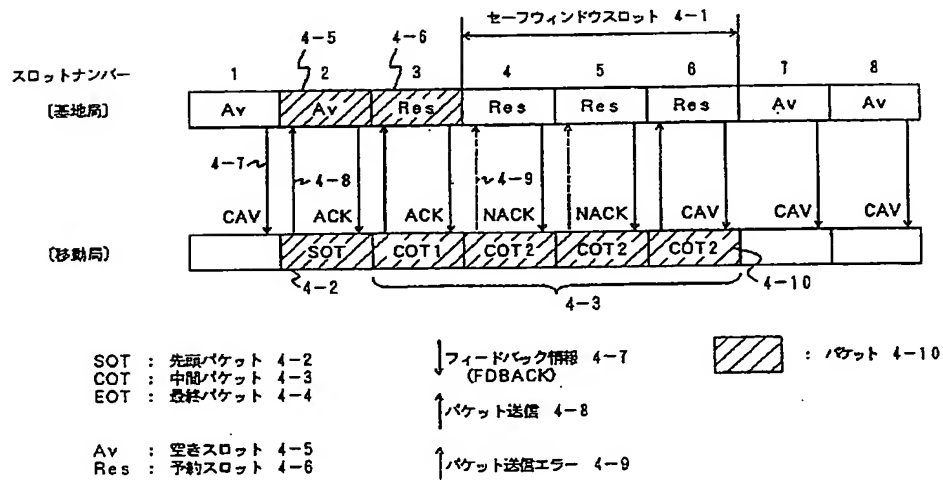 セーフウィンドウスロット 4-1
4-5 4-6
スロットナンバー 1 2 3 4 5 6 7 8
〔基地局〕 Av Av Res Res Res Res Av Av
4-7 4-8 4-9
CAV ACK ACK NACK NACK CAV CAV CAV
〔移動局〕 SOT COT1 COT2 COT2 COT2
4-2 4-3 4-10
SOT : 先頭パケット 4-2
COT : 中間パケット 4-3
EOT : 最終パケット 4-4
Av : 空きスロット 4-5
Res : 予約スロット 4-6
フィードバック情報 4-7
(FDBACK)
パケット送信 4-8
パケット送信エラー 4-9
: パケット 4-10